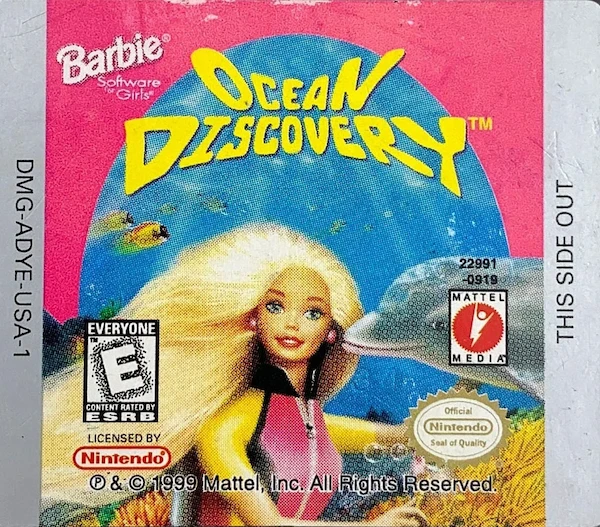 Barbie®
Software
for Girls®
OCEAN
DISCOVERY™
DMG-ADYE-USA-1
THIS SIDE OUT
22991
-0919
MATTEL
MEDIA
EVERYONE
TM
E
CONTENT RATED BY
ESRB
LICENSED BY
Nintendo®
Official
Nintendo
Seal of Quality
℗ & © 1999 Mattel, Inc. All Rights Reserved.